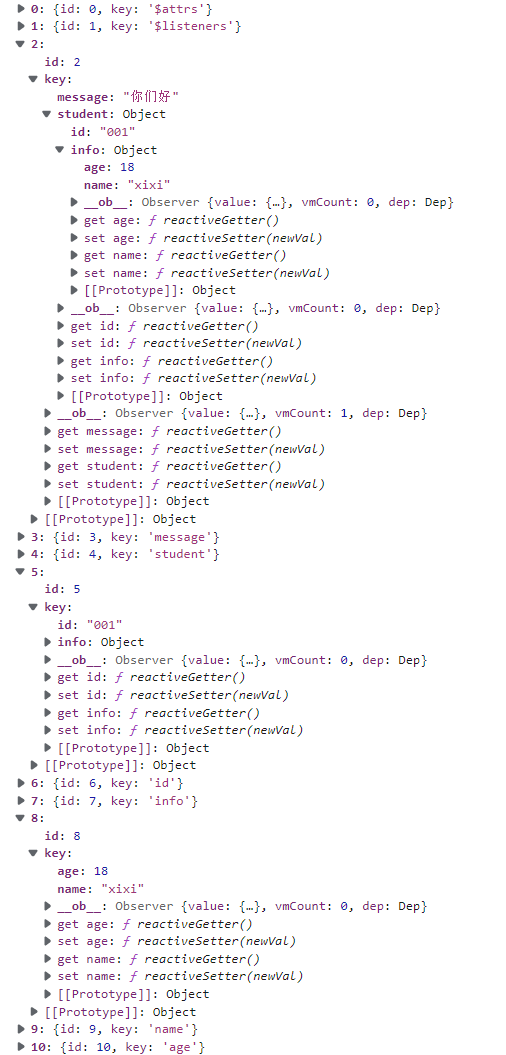 0: {id: 0, key: '$attrs'}
1: {id: 1, key: '$listeners'}
2:
id: 2
key:
message: "你们好"
student: Object
id: "001"
info: Object
age: 18
name: "xixi"
__ob__: Observer {value: {…}, vmCount: 0, dep: Dep}
get age: ƒ reactiveGetter()
set age: ƒ reactiveSetter(newVal)
get name: ƒ reactiveGetter()
set name: ƒ reactiveSetter(newVal)
[[Prototype]]: Object
__ob__: Observer {value: {…}, vmCount: 0, dep: Dep}
get id: ƒ reactiveGetter()
set id: ƒ reactiveSetter(newVal)
get info: ƒ reactiveGetter()
set info: ƒ reactiveSetter(newVal)
[[Prototype]]: Object
__ob__: Observer {value: {…}, vmCount: 1, dep: Dep}
get message: ƒ reactiveGetter()
set message: ƒ reactiveSetter(newVal)
get student: ƒ reactiveGetter()
set student: ƒ reactiveSetter(newVal)
[[Prototype]]: Object
[[Prototype]]: Object
3: {id: 3, key: 'message'}
4: {id: 4, key: 'student'}
5:
id: 5
key:
id: "001"
info: Object
__ob__: Observer {value: {…}, vmCount: 0, dep: Dep}
get id: ƒ reactiveGetter()
set id: ƒ reactiveSetter(newVal)
get info: ƒ reactiveGetter()
set info: ƒ reactiveSetter(newVal)
[[Prototype]]: Object
[[Prototype]]: Object
6: {id: 6, key: 'id'}
7: {id: 7, key: 'info'}
8:
id: 8
key:
age: 18
name: "xixi"
__ob__: Observer {value: {…}, vmCount: 0, dep: Dep}
get age: ƒ reactiveGetter()
set age: ƒ reactiveSetter(newVal)
get name: ƒ reactiveGetter()
set name: ƒ reactiveSetter(newVal)
[[Prototype]]: Object
[[Prototype]]: Object
9: {id: 9, key: 'name'}
10: {id: 10, key: 'age'}